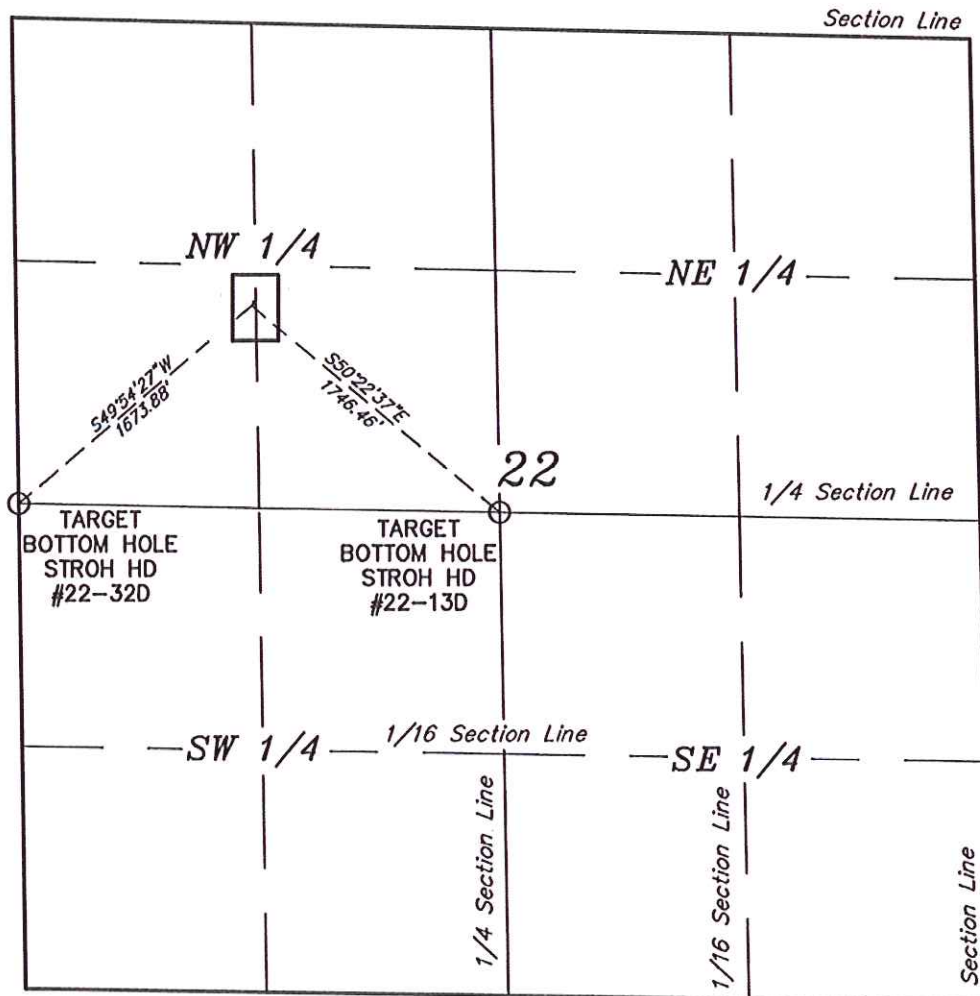 Section Line
NW 1/4
NE 1/4
S49°54'27"W
1673.88'
S50°22'37"E
1746.46'
22
1/4 Section Line
TARGET
BOTTOM HOLE
STROH HD
#22-32D
TARGET
BOTTOM HOLE
STROH HD
#22-13D
SW 1/4
1/16 Section Line
SE 1/4
1/4 Section Line
1/16 Section Line
Section Line